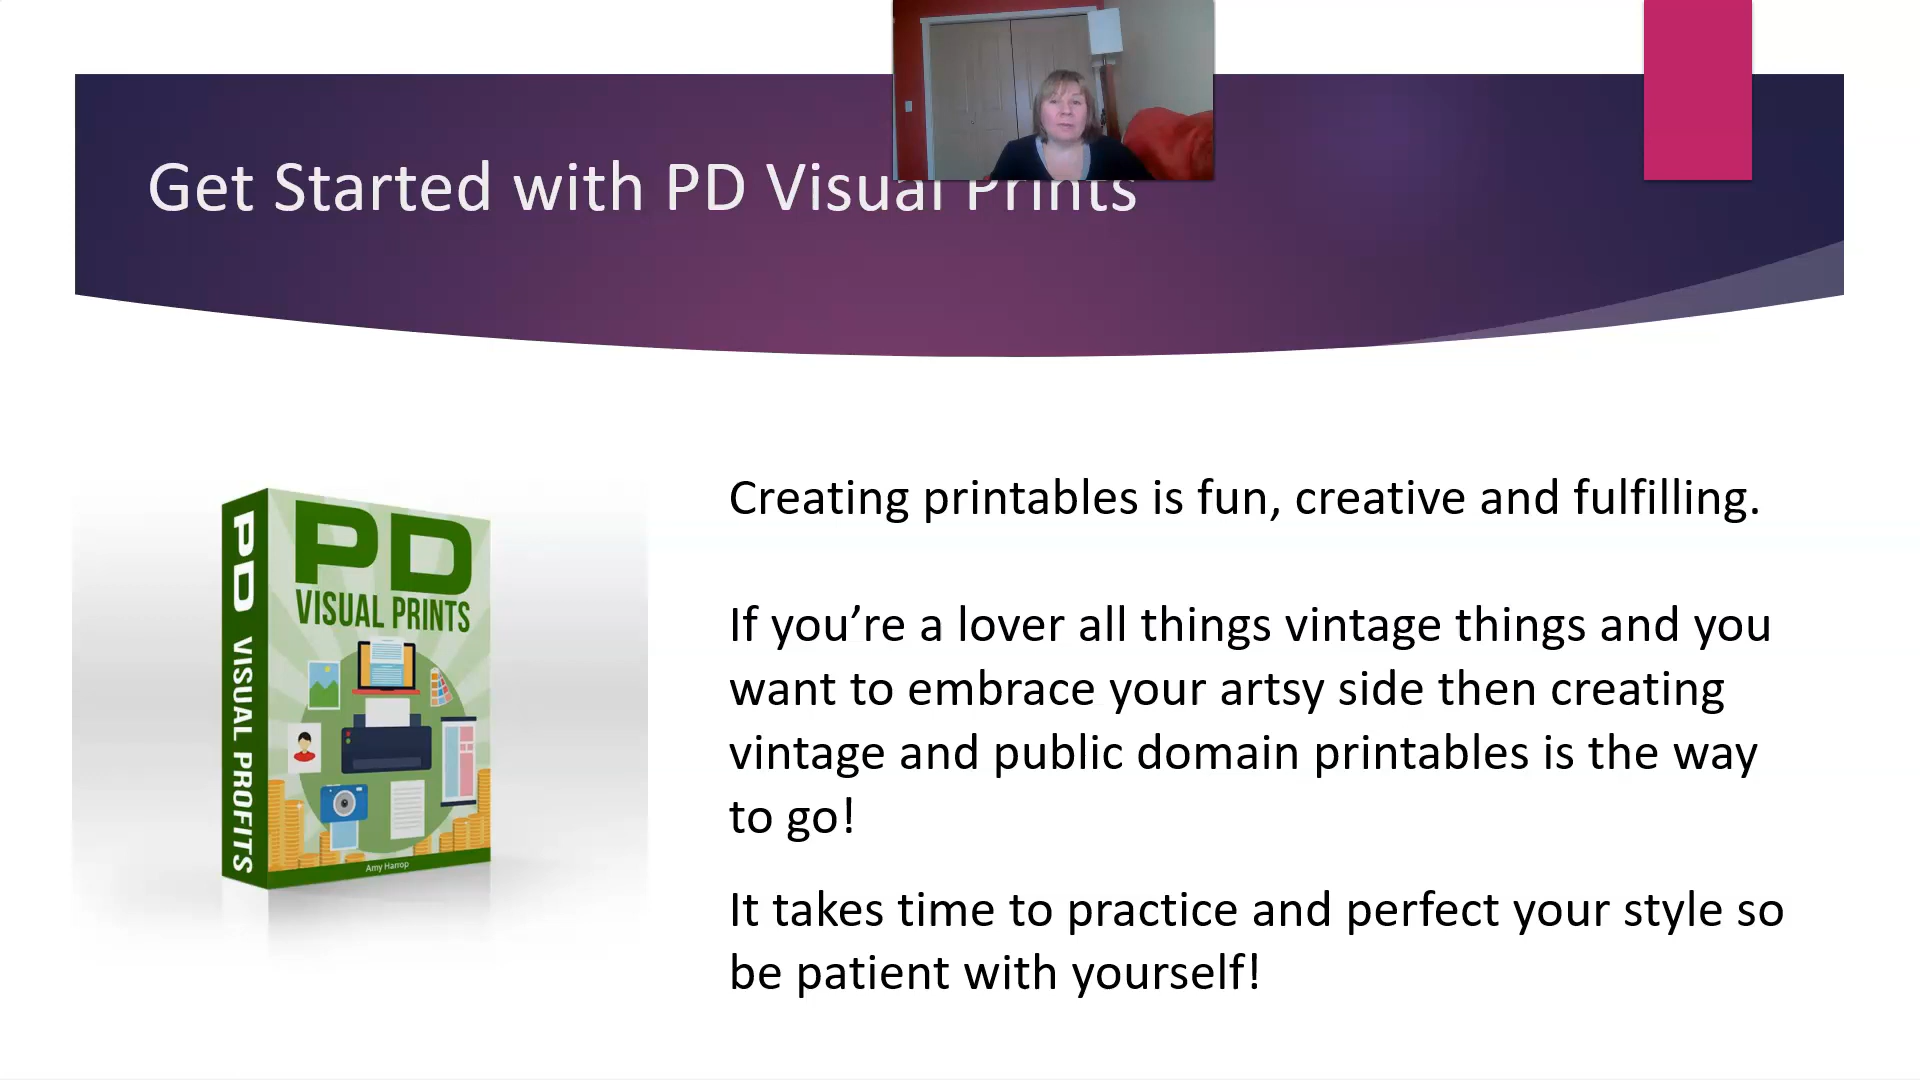 Get Started with PD Visual Prints
PD
VISUAL PRINTS
PD VISUAL PROFITS
Amy Harrop
Creating printables is fun, creative and fulfilling.
If you’re a lover all things vintage things and you
want to embrace your artsy side then creating
vintage and public domain printables is the way
to go!
It takes time to practice and perfect your style so
be patient with yourself!